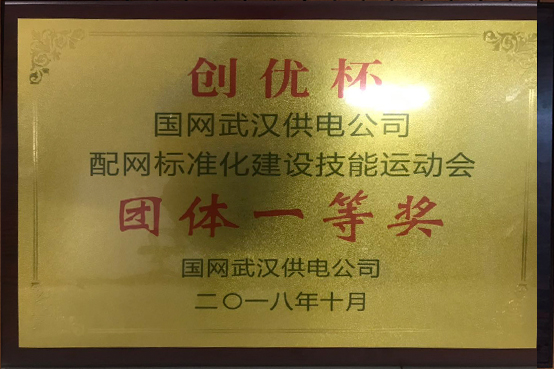 创优杯
国网武汉供电公司
配网标准化建设技能运动会
团体一等奖
国网武汉供电公司
二〇一八年十月